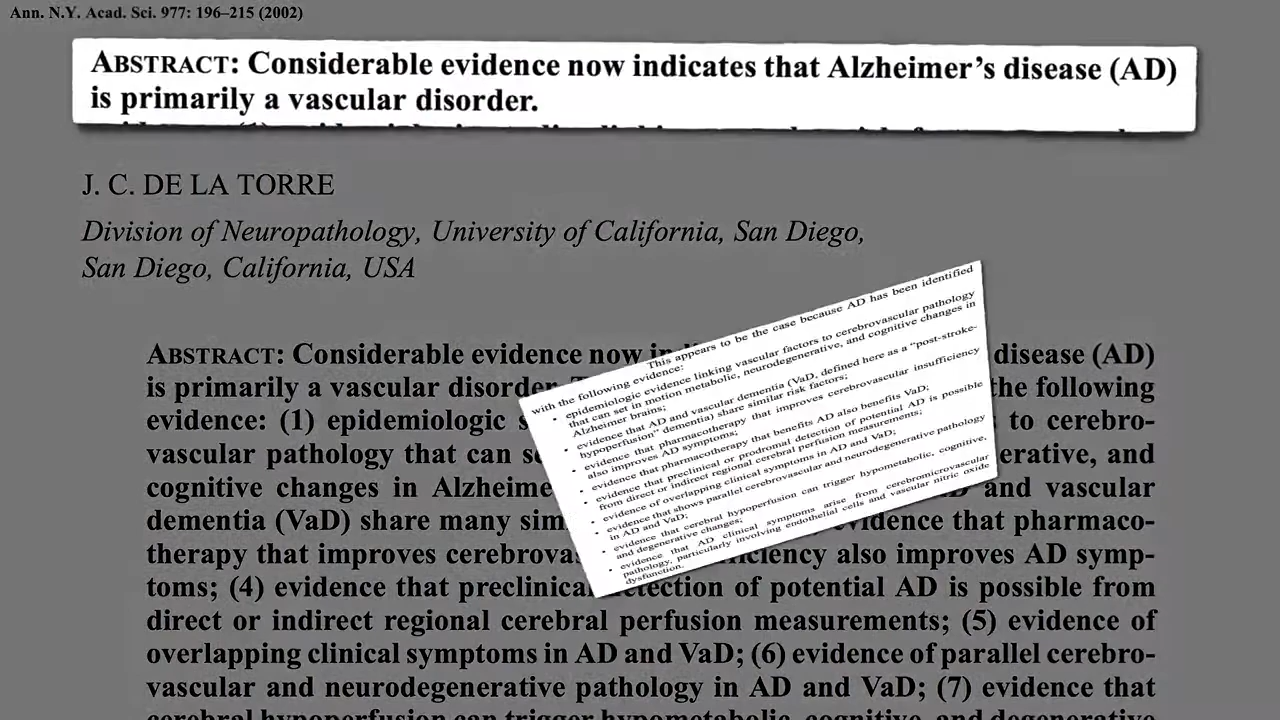 Ann. N.Y. Acad. Sci. 977: 196–215 (2002)
ABSTRACT: Considerable evidence now indicates that Alzheimer's disease (AD)
is primarily a vascular disorder.
J. C. DE LA TORRE
Division of Neuropathology, University of California, San Diego,
San Diego, California, USA
This appears to be the case because AD has been identified
with the following evidence:
• epidemiologic evidence linking vascular factors to cerebrovascular pathology
that can set in motion metabolic, neurodegenerative, and cognitive changes in
Alzheimer brains;
• evidence that AD and vascular dementia (VaD, defined here as a "post-stroke-
hypoperfusion" dementia) share similar risk factors;
• evidence that pharmacotherapy that improves cerebrovascular insufficiency
also improves AD symptoms;
• evidence that pharmacotherapy that benefits AD also benefits VaD;
• evidence that preclinical or prodromal detection of potential AD is possible
from direct or indirect regional cerebral perfusion measurements;
• evidence of overlapping clinical symptoms in AD and VaD;
• evidence that shows parallel cerebrovascular and neurodegenerative pathology
in AD and VaD;
• evidence that cerebral hypoperfusion can trigger hypometabolic, cognitive,
and degenerative changes;
• evidence that AD clinical symptoms arise from cerebromicrovascular
pathology, particularly involving endothelial cells and vascular nitric oxide
dysfunction.
ABSTRACT: Considerable evidence now disease (AD)
is primarily a vascular disorder. the following
evidence: (1) epidemiologic to cerebro-
vascular pathology that can erative, and
cognitive changes in and vascular
dementia (VaD) share many evidence that pharmaco-
therapy that improves ciency also improves AD symp-
toms; (4) evidence that preclinical detection of potential AD is possible from
direct or indirect regional cerebral perfusion measurements; (5) evidence of
overlapping clinical symptoms in AD and VaD; (6) evidence of parallel cerebro-
vascular and neurodegenerative pathology in AD and VaD; (7) evidence that
cerebral hypoperfusion can trigger hypometabolic, cognitive, and degenerative